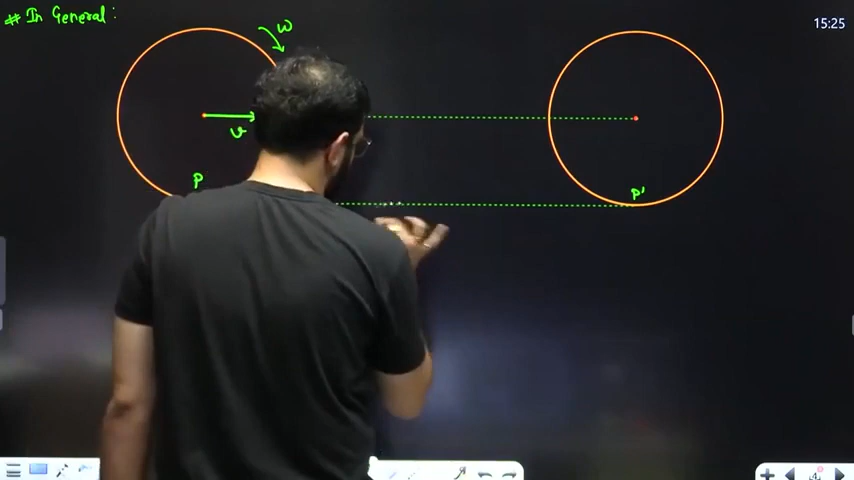 # In General :
15:25
ω
v
P
P'